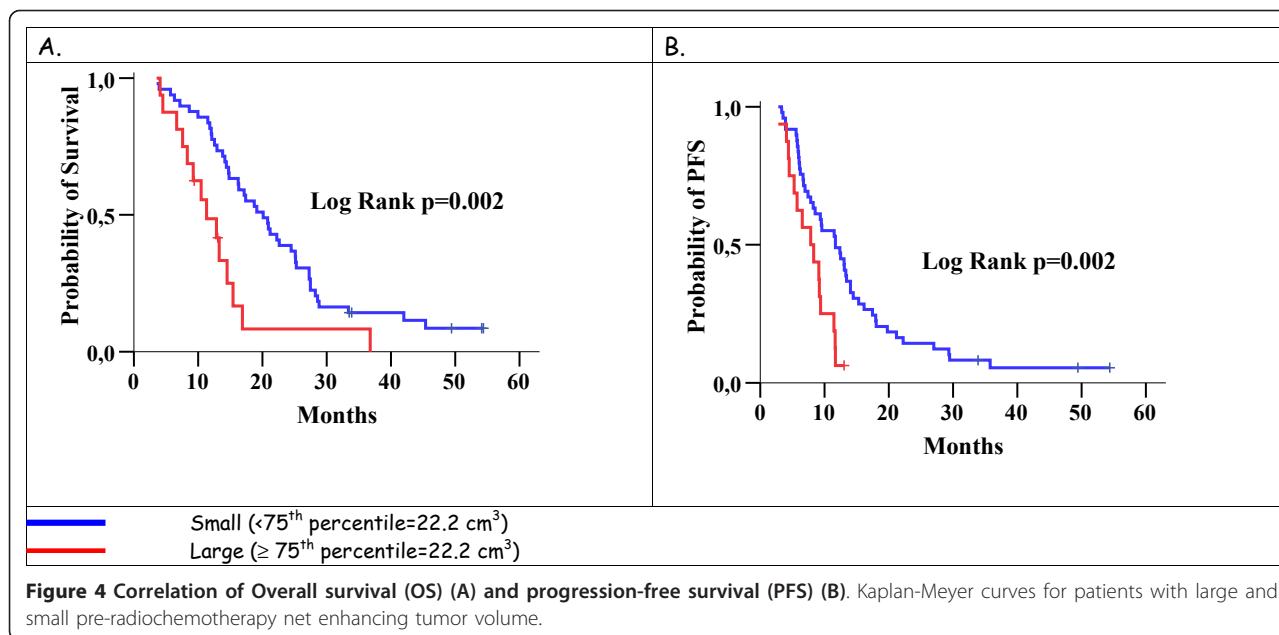 A.
B.
1,0
0,5
0,0
Probability of Survival
Log Rank p=0.002
0 10 20 30 40 50 60
Months
1,0
0,5
0,0
Probability of PFS
Log Rank p=0.002
0 10 20 30 40 50 60
Months
Small (<75th percentile=22.2 cm³)
Large (≥ 75th percentile=22.2 cm³)
Figure 4 Correlation of Overall survival (OS) (A) and progression-free survival (PFS) (B). Kaplan-Meyer curves for patients with large and
small pre-radiochemotherapy net enhancing tumor volume.